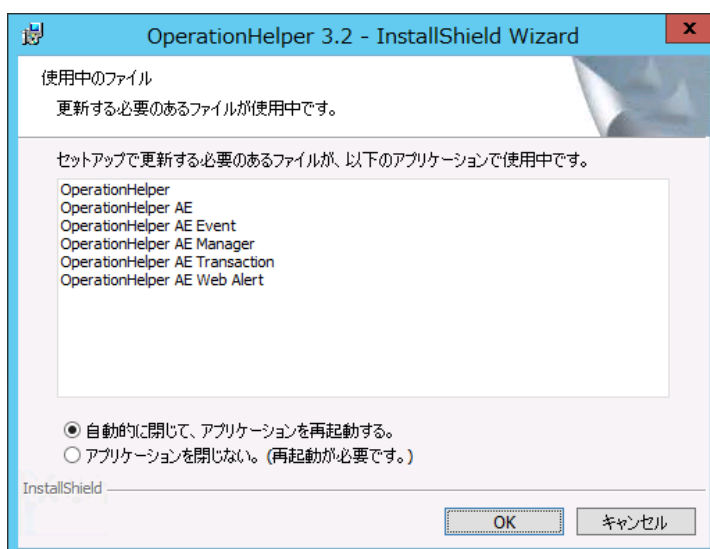 OperationHelper 3.2 - InstallShield Wizard
x
使用中のファイル
更新する必要のあるファイルが使用中です。
セットアップで更新する必要のあるファイルが、以下のアプリケーションで使用中です。
OperationHelper
OperationHelper AE
OperationHelper AE Event
OperationHelper AE Manager
OperationHelper AE Transaction
OperationHelper AE Web Alert
自動的に閉じて、アプリケーションを再起動する。
アプリケーションを閉じない。(再起動が必要です。)
InstallShield
OK キャンセル